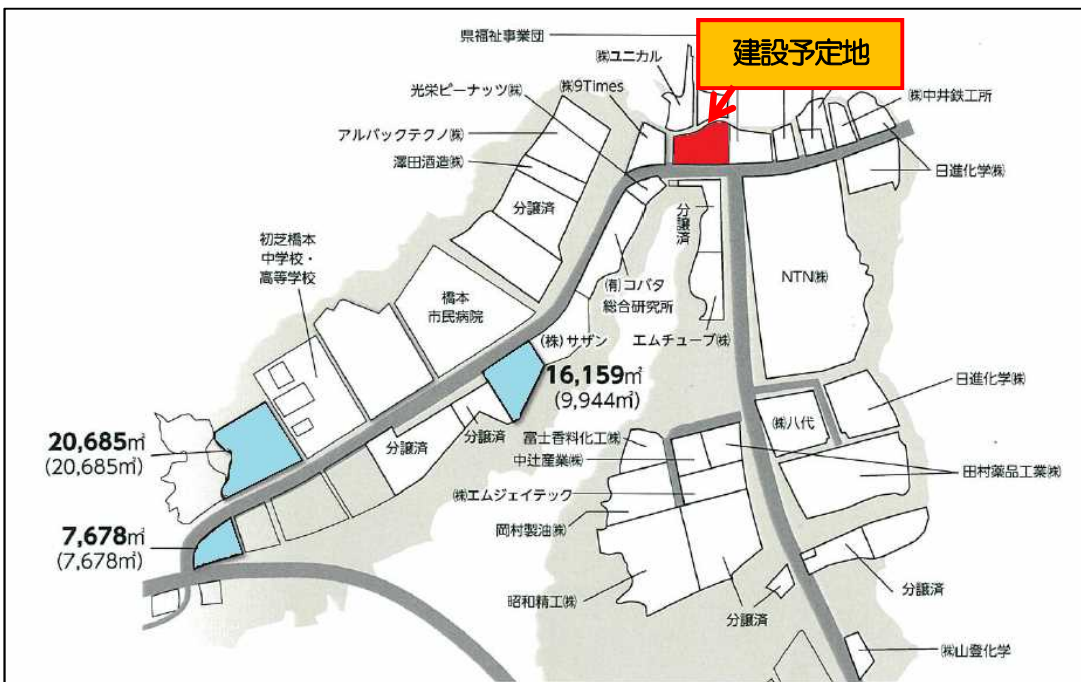 県福祉事業団
建設予定地
㈱ユニカル
㈱9Times
光栄ピーナッツ㈱
㈱中井鉄工所
アルバックテクノ㈱
澤田酒造㈱
日進化学㈱
分譲済
分譲済
初芝橋本
中学校・
高等学校
㈲コバタ
総合研究所
NTN㈱
橋本
市民病院
(株)サザン
エムチューブ㈱
16,159㎡
(9,944㎡)
日進化学㈱
㈱八代
20,685㎡
(20,685㎡)
分譲済
分譲済
富士香料化工㈱
中辻産業㈱
田村薬品工業㈱
㈱エムジェイテック
岡村製油㈱
7,678㎡
(7,678㎡)
昭和精工㈱
分譲済
分譲済
㈱山登化学